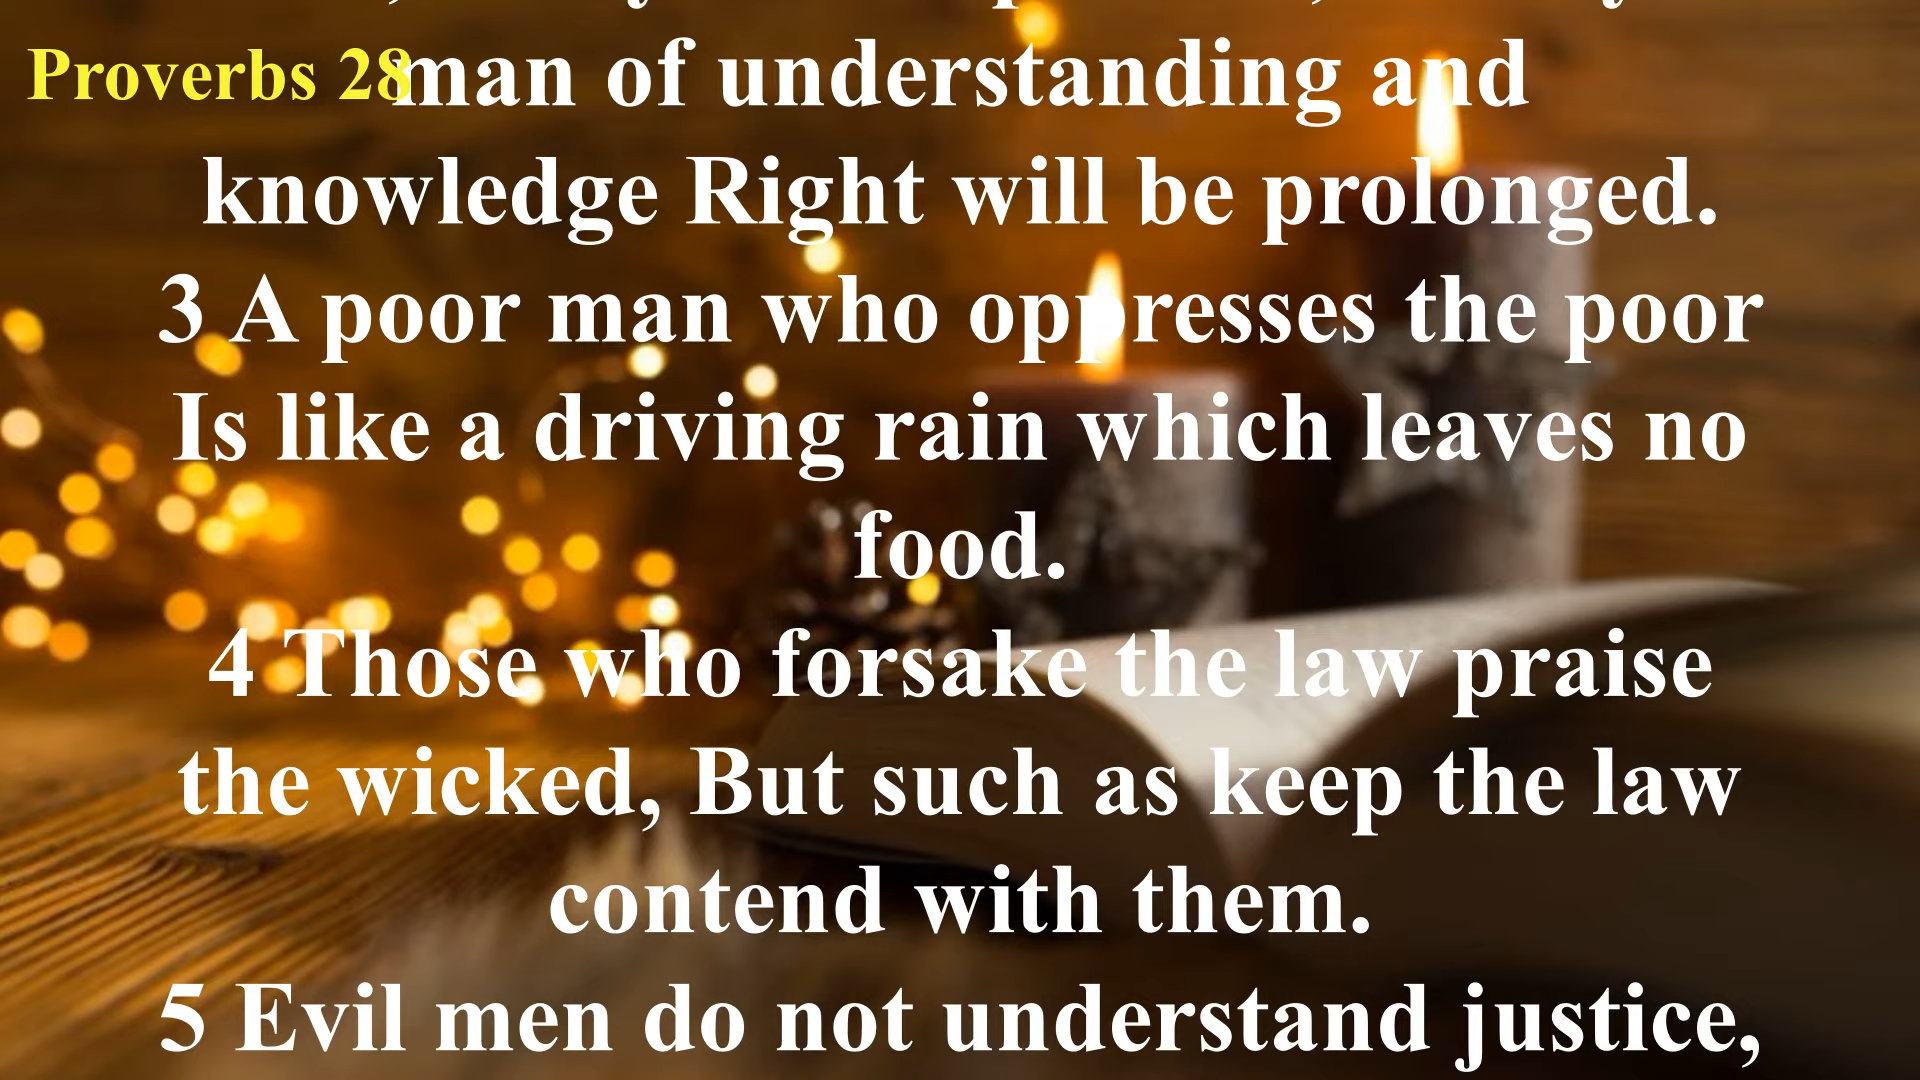 Proverbs 28
man of understanding and
knowledge Right will be prolonged.
3 A poor man who oppresses the poor
Is like a driving rain which leaves no
food.
4 Those who forsake the law praise
the wicked, But such as keep the law
contend with them.
5 Evil men do not understand justice,